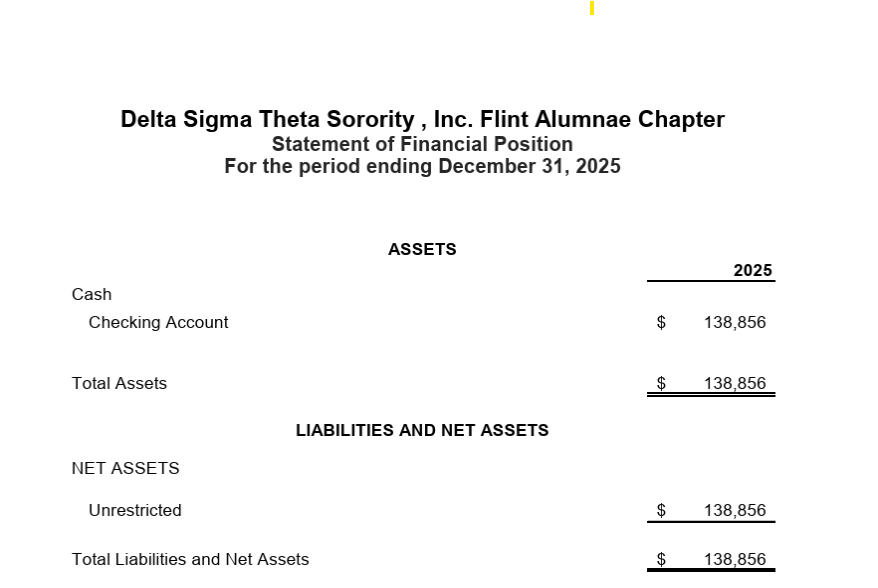 Delta Sigma Theta Sorority , Inc. Flint Alumnae Chapter
Statement of Financial Position
For the period ending December 31, 2025
ASSETS
2025
Cash
Checking Account $ 138,856
Total Assets $ 138,856
LIABILITIES AND NET ASSETS
NET ASSETS
Unrestricted $ 138,856
Total Liabilities and Net Assets $ 138,856